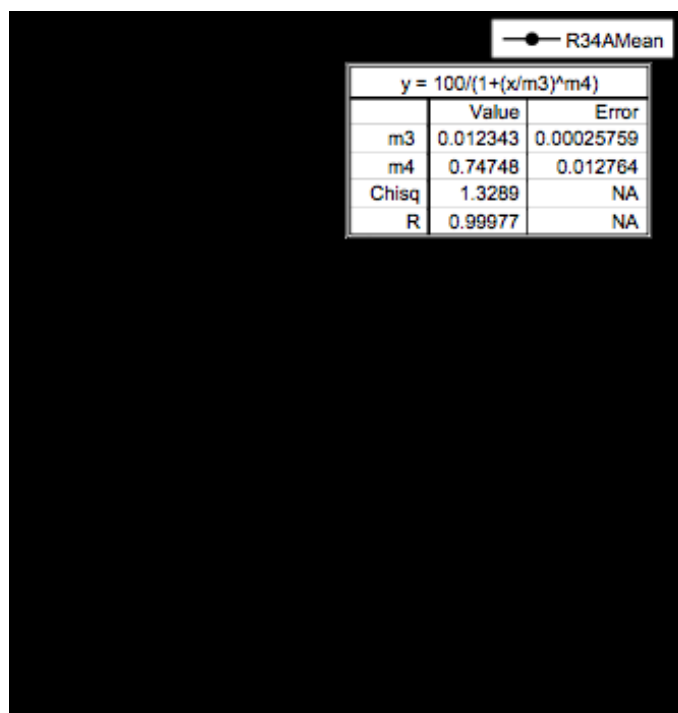 R34AMean
y = 100/(1+(x/m3)^m4)
Value Error
m3 0.012343 0.00025759
m4 0.74748 0.012764
Chisq 1.3289 NA
R 0.99977 NA